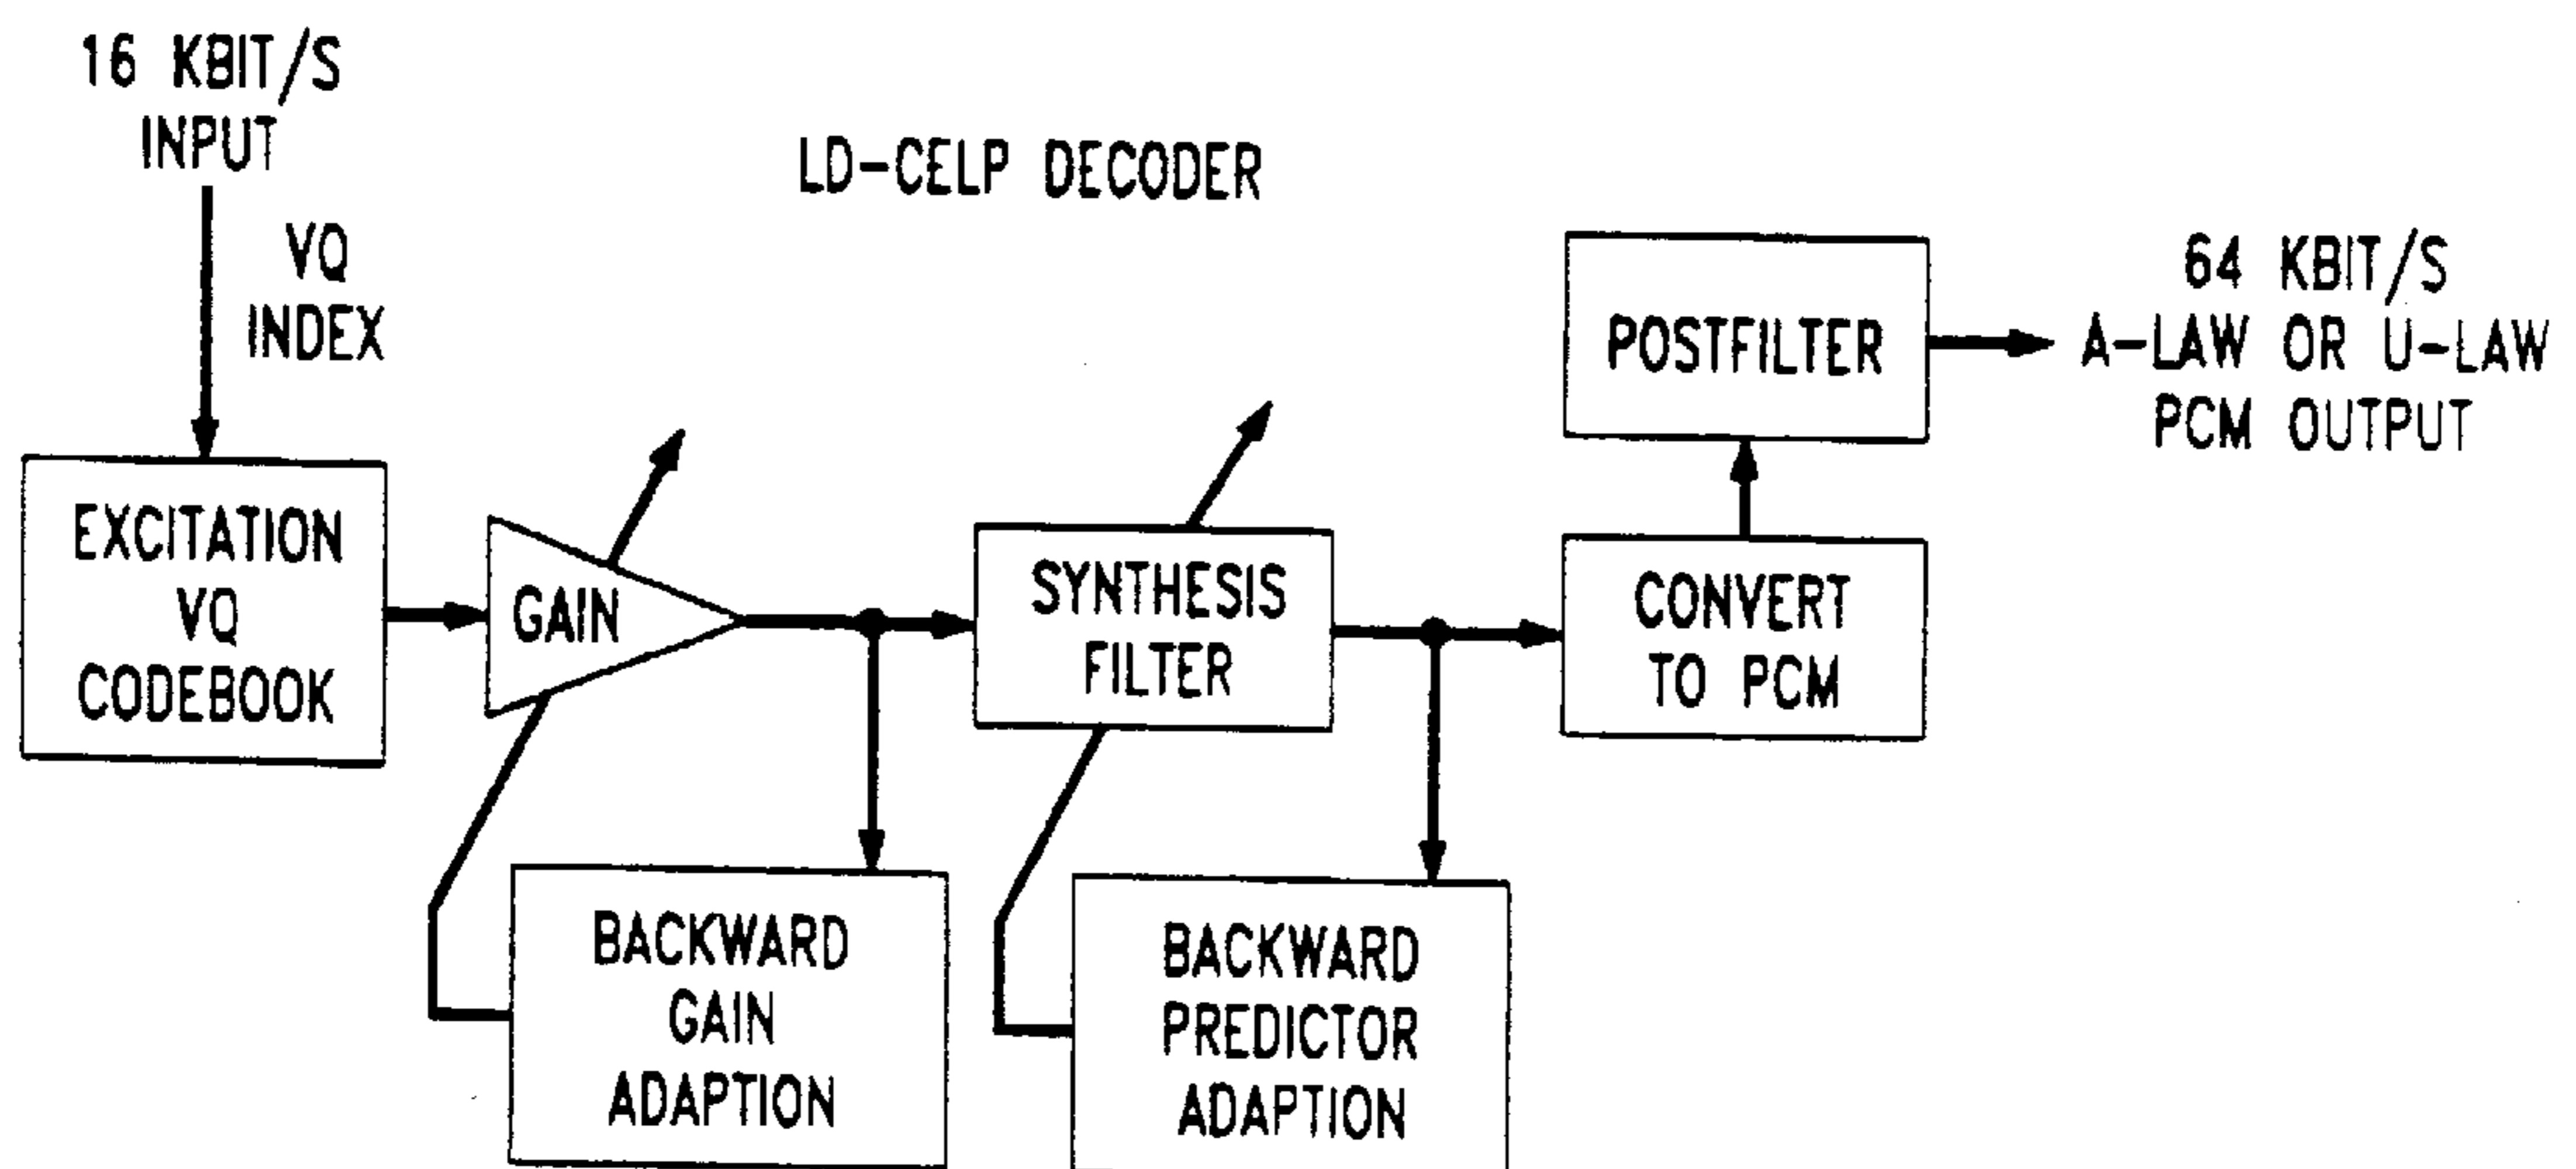 16 KBIT/S
INPUT
VQ
INDEX
LD-CELP DECODER
EXCITATION
VQ
CODEBOOK
GAIN
SYNTHESIS
FILTER
POSTFILTER
64 KBIT/S
A-LAW OR U-LAW
PCM OUTPUT
CONVERT
TO PCM
BACKWARD
GAIN
ADAPTION
BACKWARD
PREDICTOR
ADAPTION